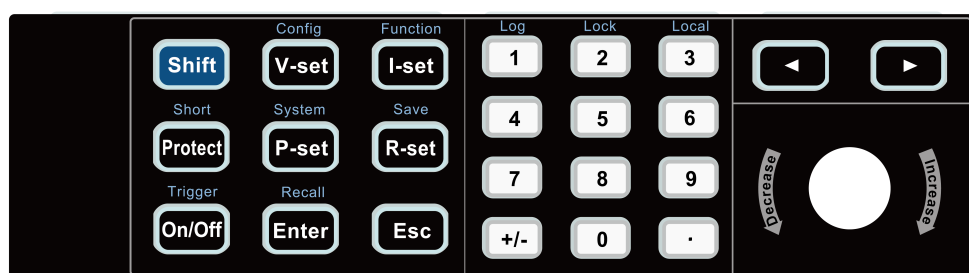 Config Function Log Lock Local
Shift V-set I-set 1 2 3 ◄ ►
Short System Save
Protect P-set R-set 4 5 6
Decrease Increase
7 8 9
Trigger Recall
On/Off Enter Esc +/- 0 .